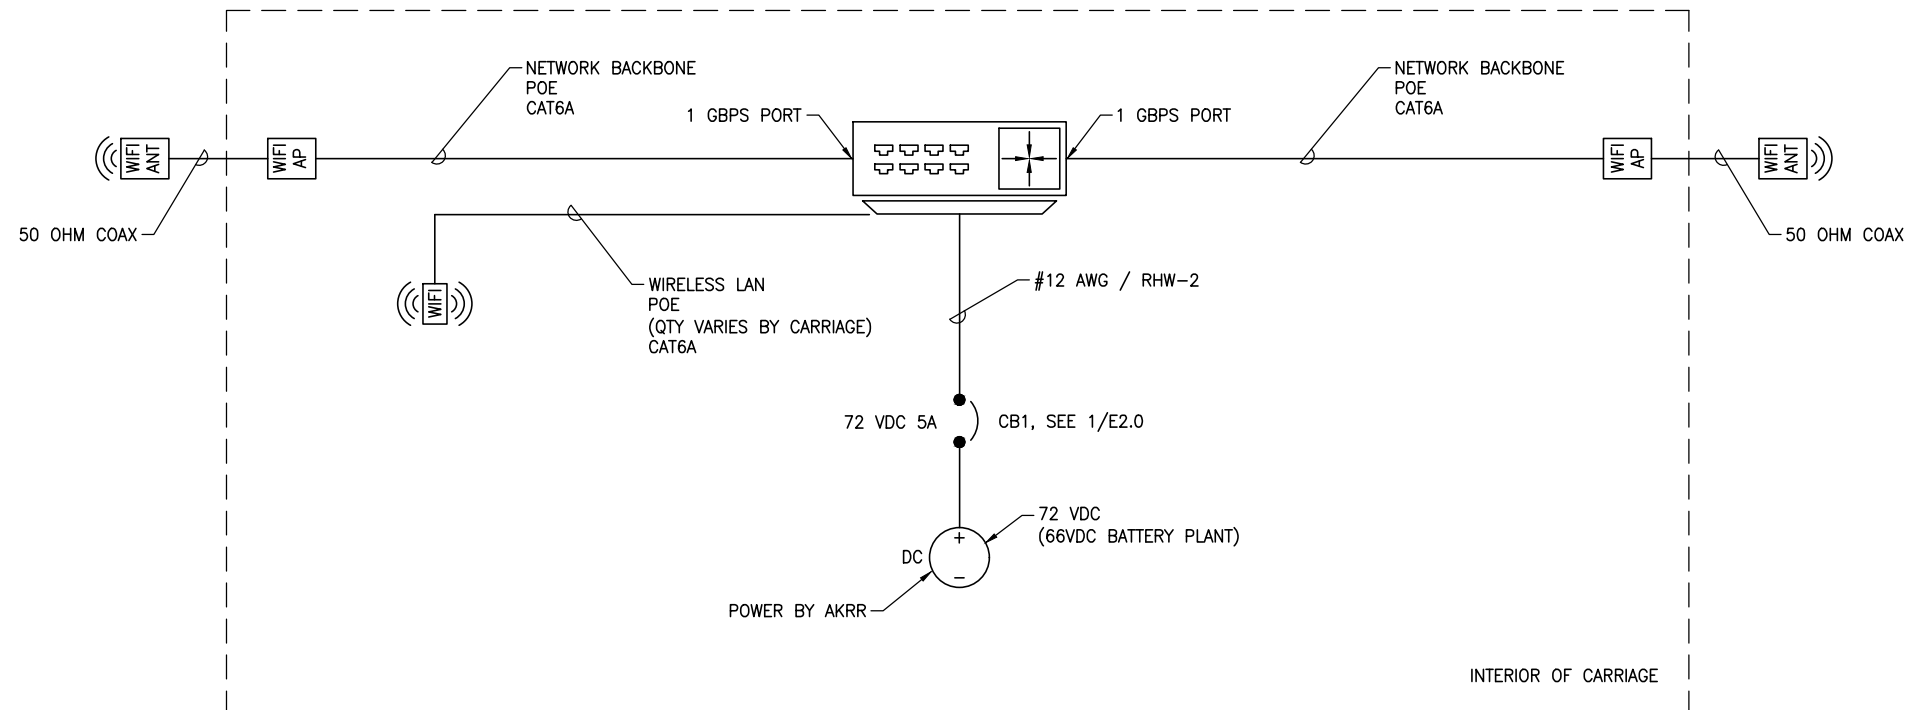 NETWORK BACKBONE
POE
CAT6A
NETWORK BACKBONE
POE
CAT6A
1 GBPS PORT
1 GBPS PORT
WIFI
ANT
WIFI
AP
WIFI
AP
WIFI
ANT
50 OHM COAX
50 OHM COAX
WIFI
WIRELESS LAN
POE
(QTY VARIES BY CARRIAGE)
CAT6A
#12 AWG / RHW-2
72 VDC 5A
CB1, SEE 1/E2.0
72 VDC
(66VDC BATTERY PLANT)
DC
+
−
POWER BY AKRR
INTERIOR OF CARRIAGE